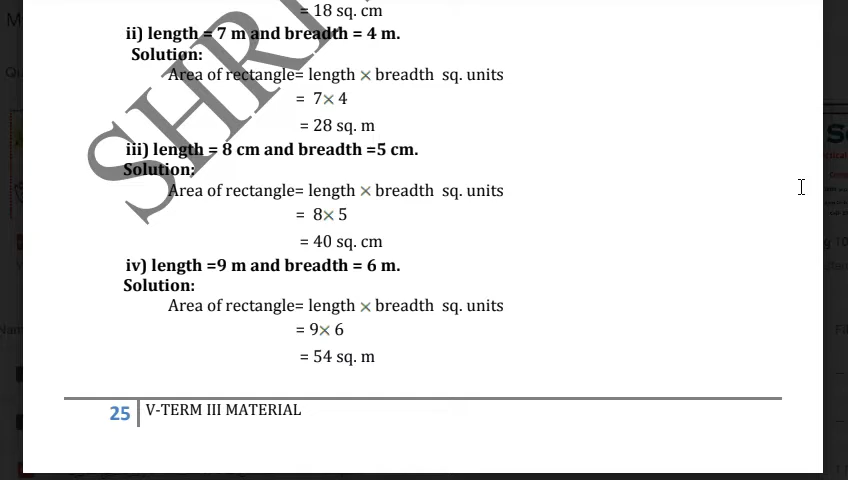 = 18 sq. cm
ii) length = 7 m and breadth = 4 m.
Solution:
Area of rectangle= length × breadth sq. units
= 7× 4
= 28 sq. m
iii) length = 8 cm and breadth =5 cm.
Solution:
Area of rectangle= length × breadth sq. units
= 8× 5
= 40 sq. cm
iv) length =9 m and breadth = 6 m.
Solution:
Area of rectangle= length × breadth sq. units
= 9× 6
= 54 sq. m
25 V-TERM III MATERIAL
SHRI